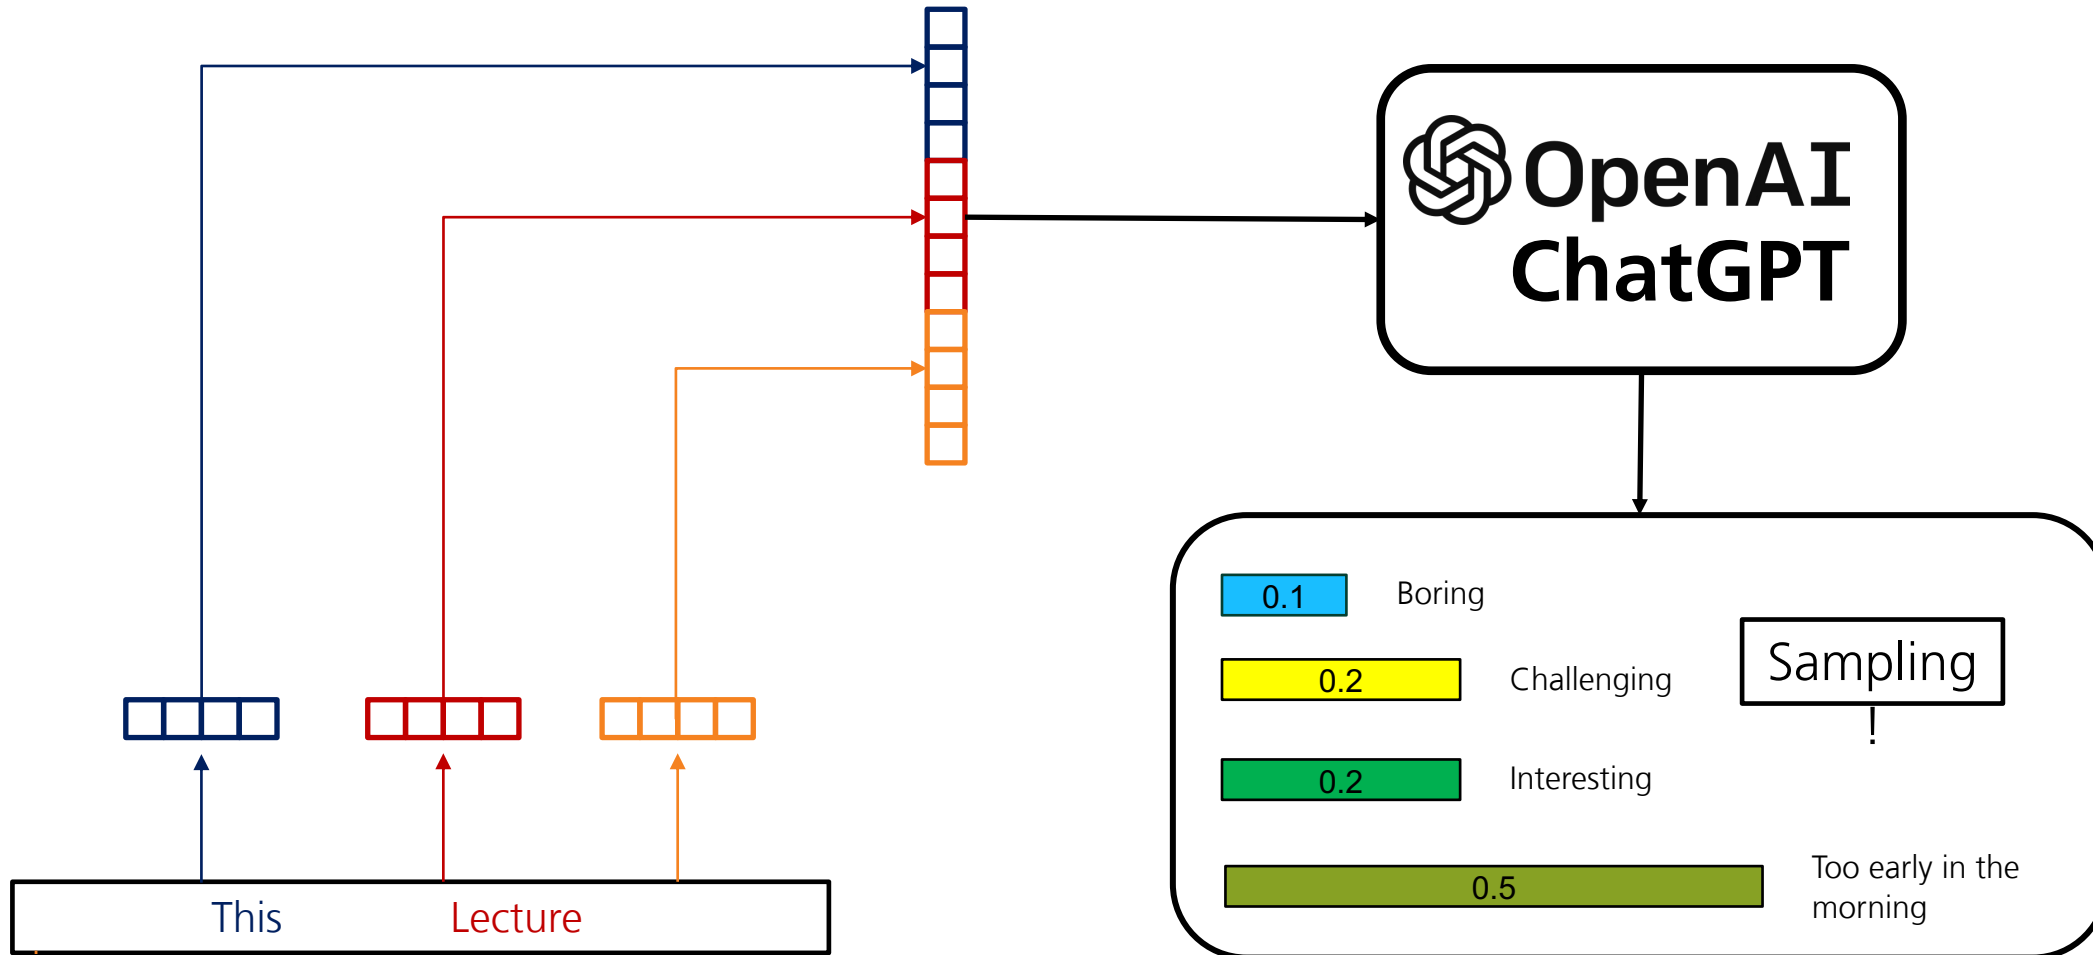 OpenAI
ChatGPT
0.1 Boring
0.2 Challenging
Sampling
!
0.2 Interesting
0.5 Too early in the
morning
This Lecture